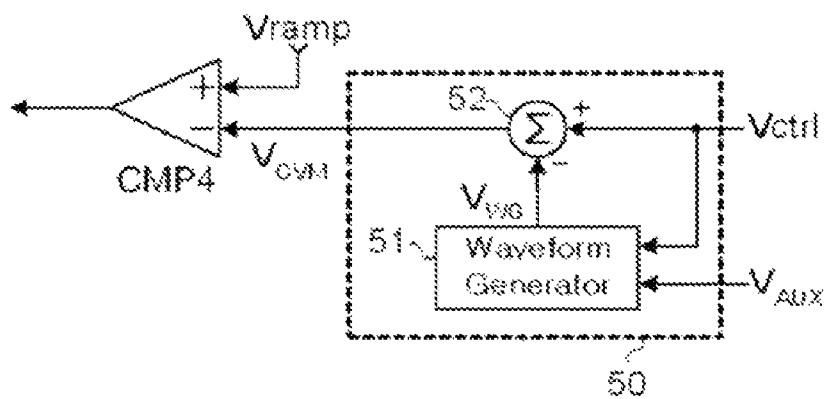 Vramp
52
+
+
Σ
+
Vctrl
−
−
CMP4
VCVM
VWG
51
Waveform
Generator
VAUX
50